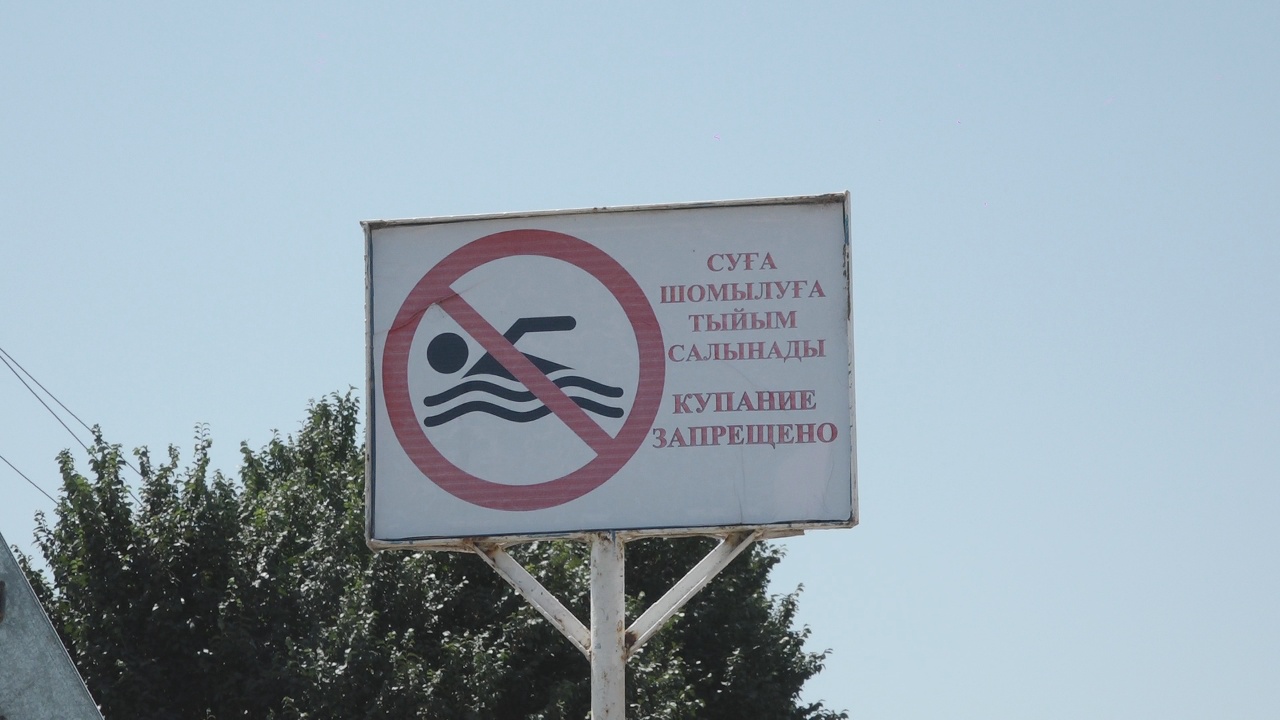 СУҒА
ШОМЫЛУҒА
ТЫЙЫМ
САЛЫНАДЫ
КУПАНИЕ
ЗАПРЕЩЕНО